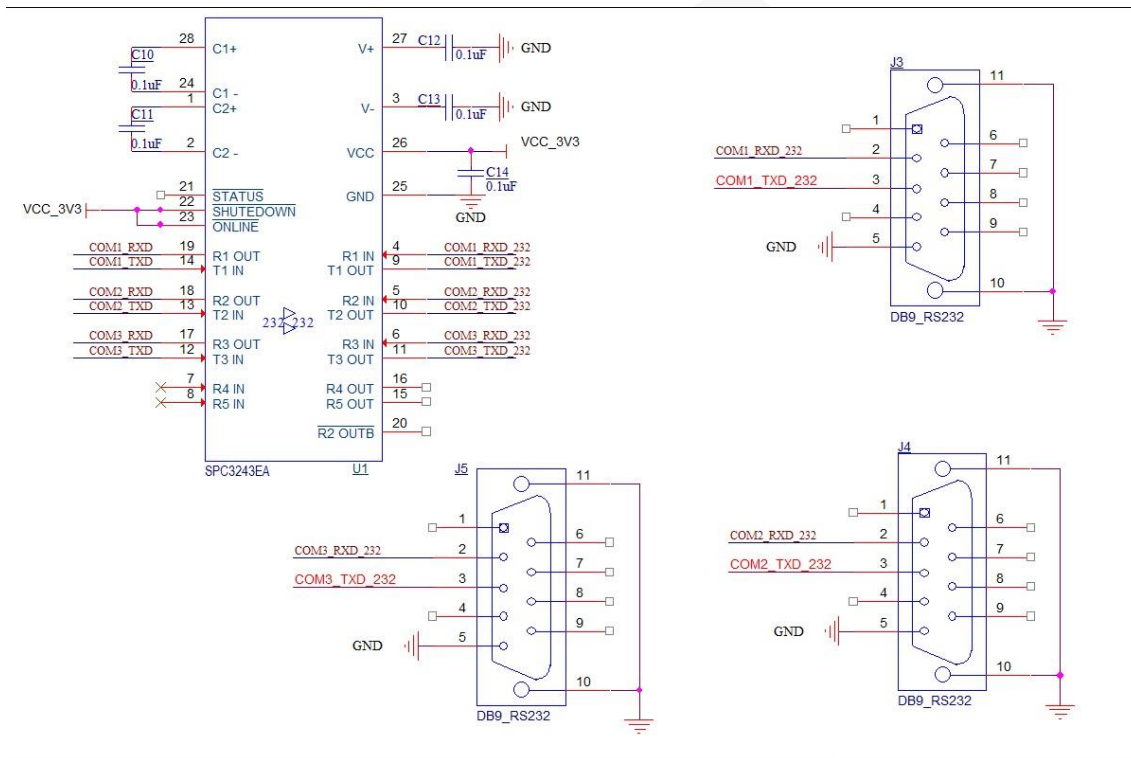 28 C1+ V+ 27 C12 0.1uF GND
C10 0.1uF
24 C1 -
1 C2+ V- 3 C13 0.1uF GND
C11 0.1uF
2 C2 - VCC 26 VCC_3V3
C14 0.1uF
21 STATUS GND 25 GND
VCC_3V3 22 SHUTEDOWN
23 ONLINE
COM1_RXD 19 R1 OUT R1 IN 4 COM1_RXD_232
COM1_TXD 14 T1 IN T1 OUT 9 COM1_TXD_232
COM2_RXD 18 R2 OUT R2 IN 5 COM2_RXD_232
COM2_TXD 13 T2 IN T2 OUT 10 COM2_TXD_232
232_232
COM3_RXD 17 R3 OUT R3 IN 6 COM3_RXD_232
COM3_TXD 12 T3 IN T3 OUT 11 COM3_TXD_232
7 R4 IN R4 OUT 16
8 R5 IN R5 OUT 15
R2 OUTB 20
SPC3243EA U1
J3
11
1
6
COM1_RXD_232 2
7
COM1_TXD_232 3
8
4
9
GND 5
10
DB9_RS232
J5
11
1
6
COM3_RXD_232 2
7
COM3_TXD_232 3
8
4
9
GND 5
10
DB9_RS232
J4
11
1
6
COM2_RXD_232 2
7
COM2_TXD_232 3
8
4
9
GND 5
10
DB9_RS232